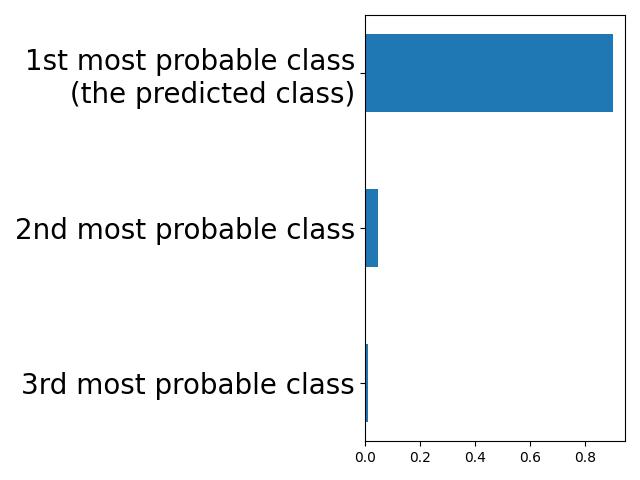 1st most probable class
(the predicted class)
2nd most probable class
3rd most probable class
0.0 0.2 0.4 0.6 0.8